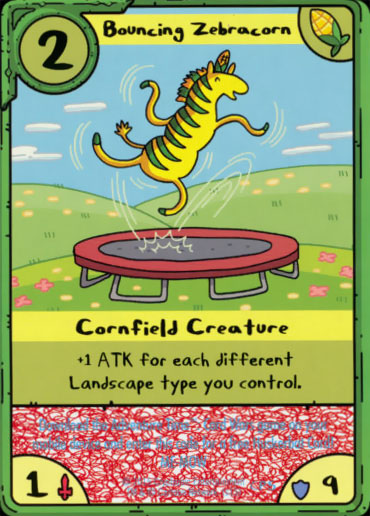 2
Bouncing Zebracorn
Cornfield Creature
+1 ATK for each different
Landscape type you control.
1
9